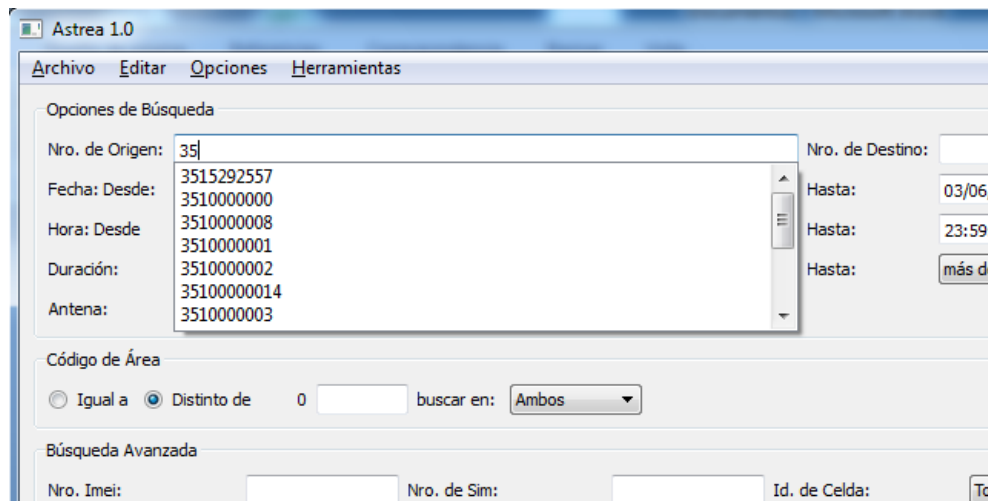 Astrea 1.0
Archivo Editar Opciones Herramientas
Opciones de Búsqueda
Nro. de Origen: 35 Nro. de Destino:
3515292557
Fecha: Desde: 3510000000 Hasta: 03/06
3510000008
Hora: Desde 3510000001 Hasta: 23:59
3510000002
Duración: 35100000014 Hasta: más d
Antena: 3510000003
Código de Área
Igual a Distinto de 0 buscar en: Ambos
Búsqueda Avanzada
Nro. Imei: Nro. de Sim: Id. de Celda: To